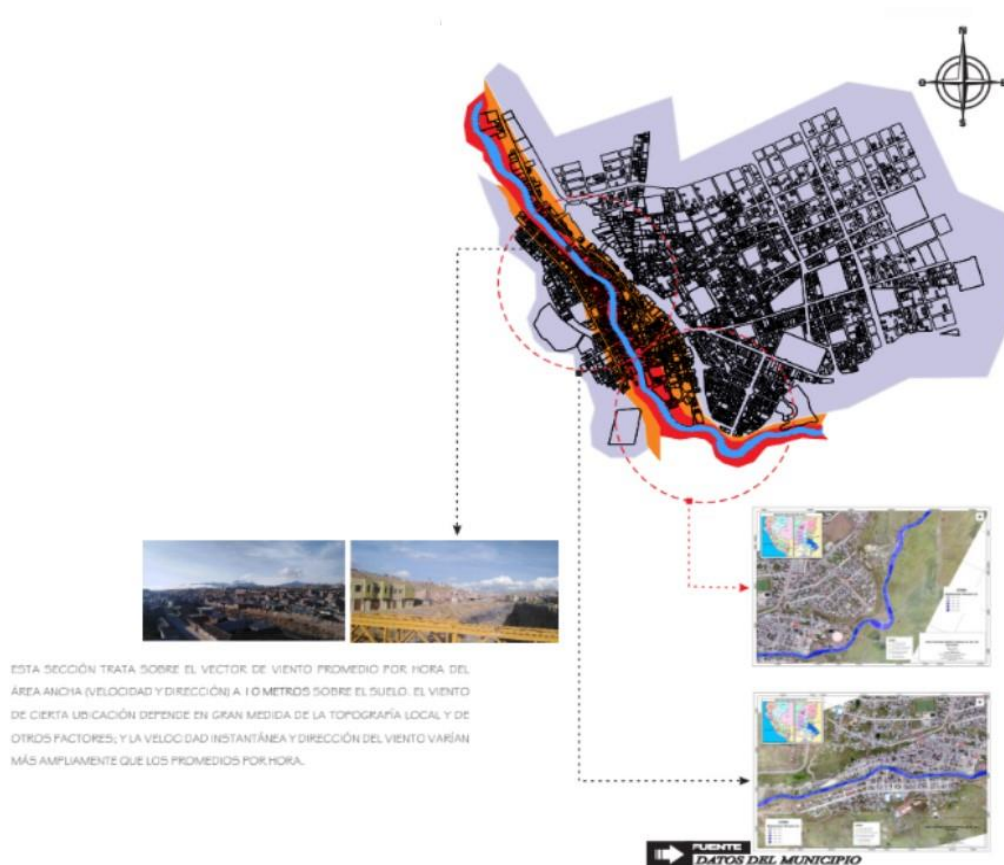 N
S
ESTA SECCIÓN TRATA SOBRE EL VECTOR DE VIENTO PROMEDIO POR HORA DEL
ÁREA ANCHA (VELOCIDAD Y DIRECCIÓN) A 10 METROS SOBRE EL SUELO. EL VIENTO
DE CIERTA UBICACIÓN DEPENDE EN GRAN MEDIDA DE LA TOPOGRAFÍA LOCAL Y DE
OTROS FACTORES; Y LA VELOCIDAD INSTANTÁNEA Y DIRECCIÓN DEL VIENTO VARÍAN
MÁS AMPLIAMENTE QUE LOS PROMEDIOS POR HORA.
FUENTE
DATOS DEL MUNICIPIO